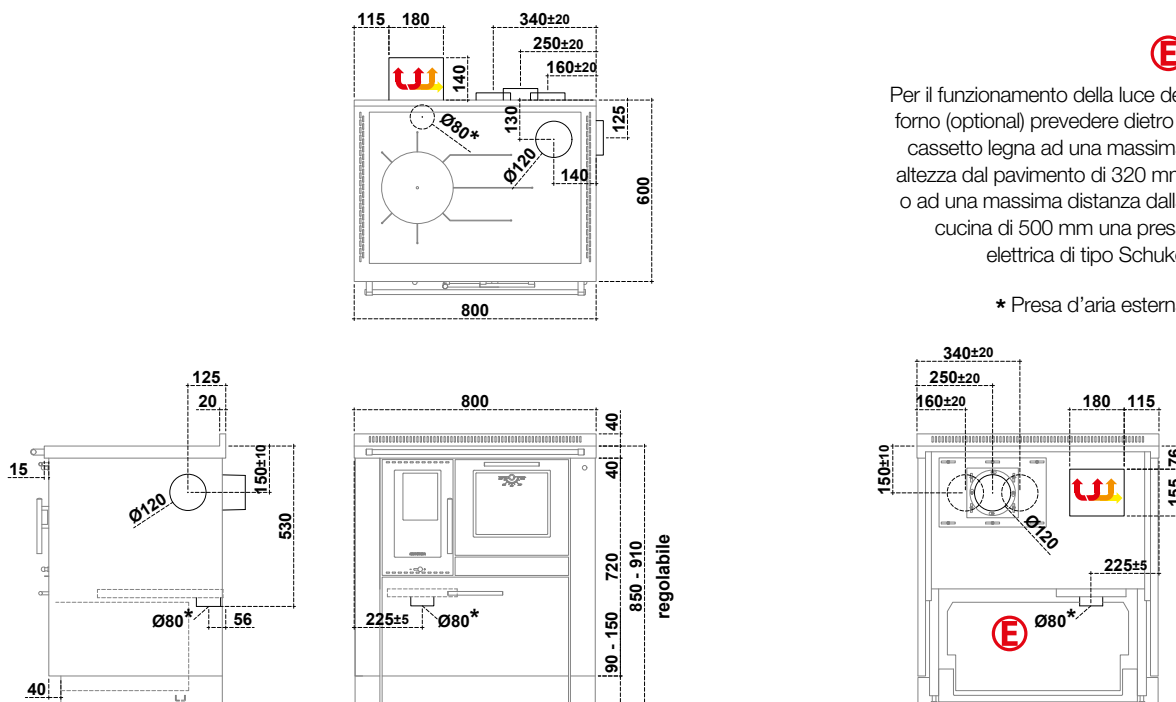 115 180 340±20
250±20
160±20
140
Ø80*
130
125
Ø120
140
600
800
E
Per il funzionamento della luce de
forno (optional) prevedere dietro
cassetto legna ad una massim
altezza dal pavimento di 320 mm
o ad una massima distanza dall
cucina di 500 mm una pres
elettrica di tipo Schuko
* Presa d'aria estern
125
20
15
150±10
Ø120
530
Ø80*
56
40
800
40
40
720
850 - 910
regolabile
90 - 150
225±5
Ø80*
340±20
250±20
160±20
180 115
150±10
76
155
Ø120
225±5
Ø80*
E